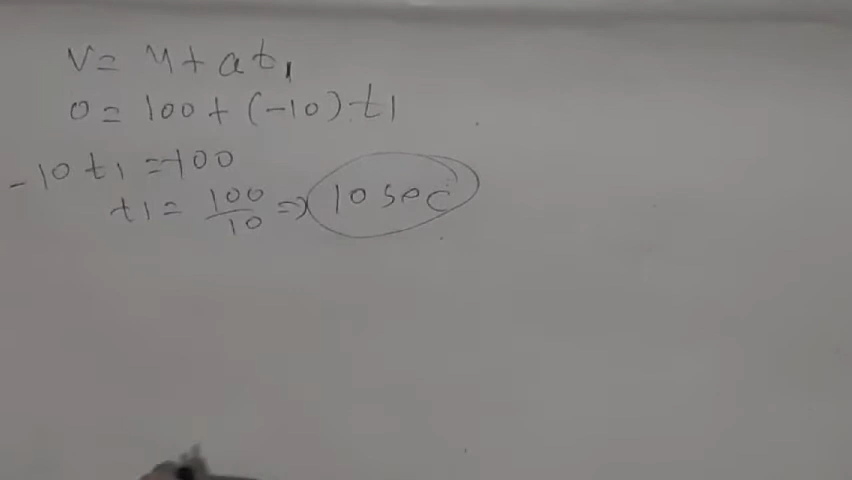 v = u + at1
0 = 100 + (-10).t1
-10 t1 = -100
t1 = 100/10 => 10 sec